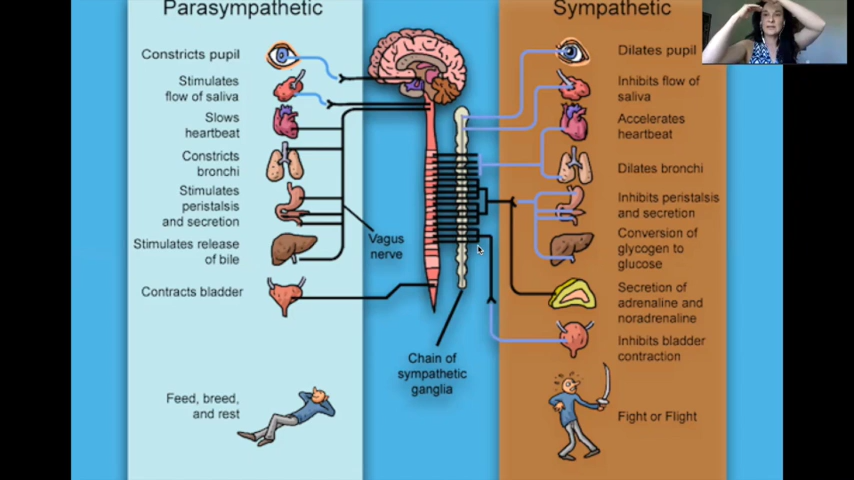 Parasympathetic
Constricts pupil
Stimulates
flow of saliva
Slows
heartbeat
Constricts
bronchi
Stimulates
peristalsis
and secretion
Stimulates release
of bile
Contracts bladder
Feed, breed,
and rest
Vagus
nerve
Chain of
sympathetic
ganglia
Sympathetic
Dilates pupil
Inhibits flow of
saliva
Accelerates
heartbeat
Dilates bronchi
Inhibits peristalsis
and secretion
Conversion of
glycogen to
glucose
Secretion of
adrenaline and
noradrenaline
Inhibits bladder
contraction
Fight or Flight